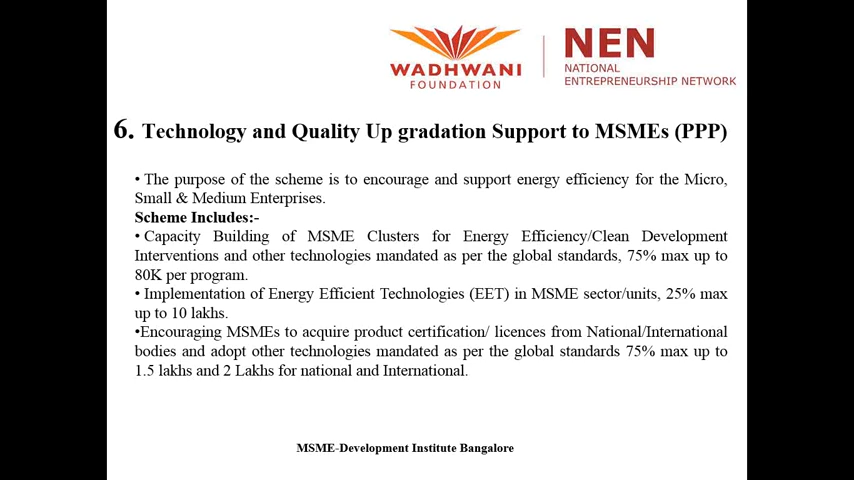 WADHWANI
FOUNDATION
NEN
NATIONAL
ENTREPRENEURSHIP NETWORK
6. Technology and Quality Up gradation Support to MSMEs (PPP)
• The purpose of the scheme is to encourage and support energy efficiency for the Micro,
Small & Medium Enterprises.
Scheme Includes:-
• Capacity Building of MSME Clusters for Energy Efficiency/Clean Development
Interventions and other technologies mandated as per the global standards, 75% max up to
80K per program.
• Implementation of Energy Efficient Technologies (EET) in MSME sector/units, 25% max
up to 10 lakhs.
•Encouraging MSMEs to acquire product certification/ licences from National/International
bodies and adopt other technologies mandated as per the global standards 75% max up to
1.5 lakhs and 2 Lakhs for national and International.
MSME-Development Institute Bangalore